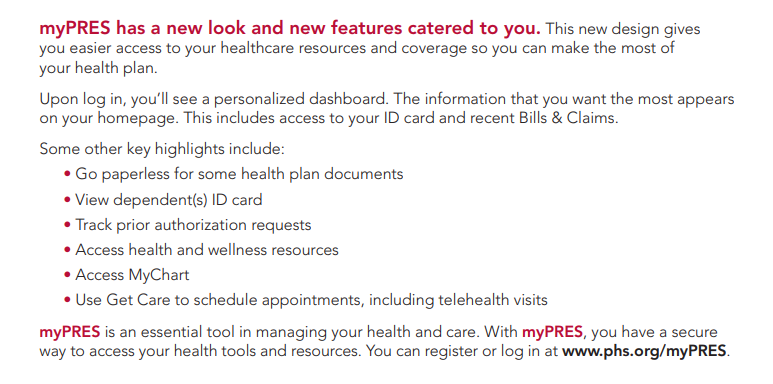 myPRES has a new look and new features catered to you. This new design gives
you easier access to your healthcare resources and coverage so you can make the most of
your health plan.
Upon log in, you’ll see a personalized dashboard. The information that you want the most appears
on your homepage. This includes access to your ID card and recent Bills & Claims.
Some other key highlights include:
• Go paperless for some health plan documents
• View dependent(s) ID card
• Track prior authorization requests
• Access health and wellness resources
• Access MyChart
• Use Get Care to schedule appointments, including telehealth visits
myPRES is an essential tool in managing your health and care. With myPRES, you have a secure
way to access your health tools and resources. You can register or log in at www.phs.org/myPRES.